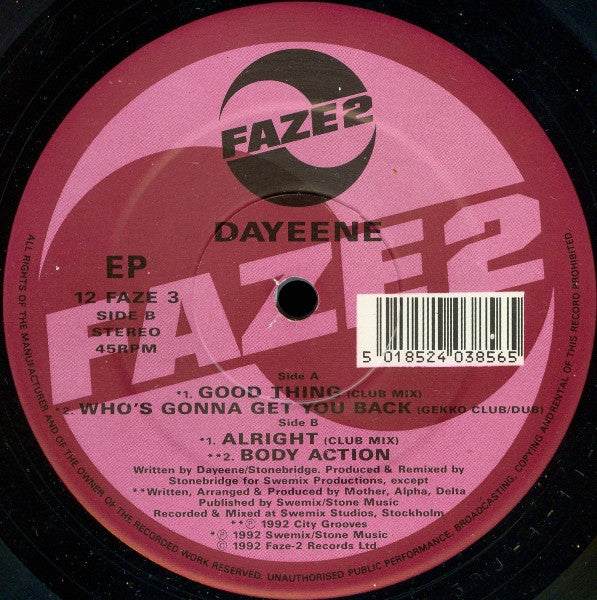 FAZE 2
DAYEENE
FAZE 2
EP
12 FAZE 3
SIDE B
STEREO
45RPM
5 018524 038565
Side A
*1. GOOD THING (CLUB MIX)
*2. WHO'S GONNA GET YOU BACK (GEKKO CLUB/DUB)
Side B
*1. ALRIGHT (CLUB MIX)
**2. BODY ACTION
Written by Dayeene/Stonebridge. Produced & Remixed by
Stonebridge for Swemix Productions, except
**Written, Arranged & Produced by Mother, Alpha, Delta
Published by Swemix/Stone Music
Recorded & Mixed at Swemix Studios, Stockholm
**℗ 1992 City Grooves
*℗ 1992 Swemix/Stone Music
© 1992 Faze-2 Records Ltd.
ALL RIGHTS OF THE MANUFACTURER AND OF THE OWNER OF THE RECORDED WORK RESERVED. UNAUTHORISED PUBLIC PERFORMANCE, BROADCASTING, COPYING AND RENTAL OF THIS RECORD PROHIBITED.